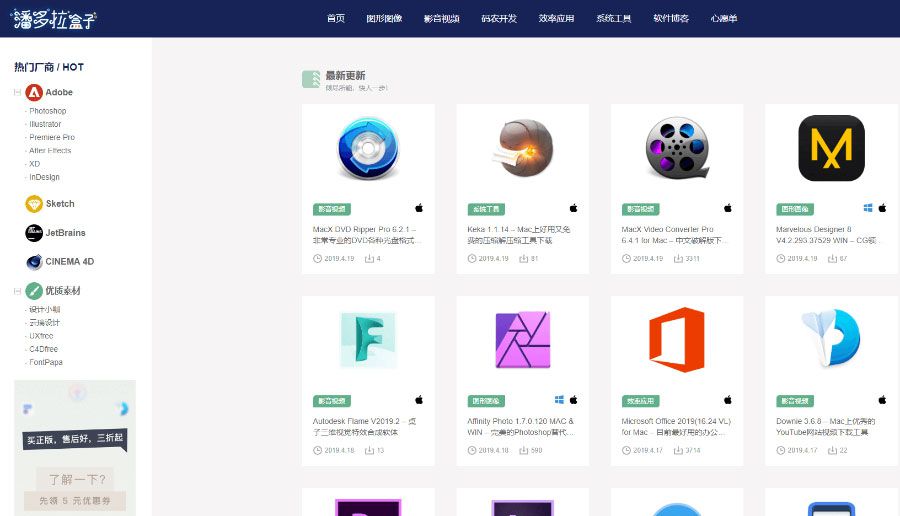 潘多拉盒子
首页 图形图像 影音视频 码农开发 效率应用 系统工具 软件博客 心愿单
热门厂商 / HOT
Adobe
· Photoshop
· Illustrator
· Premiere Pro
· After Effects
· XD
· InDesign
Sketch
JetBrains
CINEMA 4D
优质素材
· 设计小咖
· 云瑞设计
· UXfree
· C4Dfree
· FontPapa
买正版，售后好，三折起
了解一下?
先领 5 元优惠券
最新更新
影音视频
MacX DVD Ripper Pro 6.2.1 –
非常专业的DVD各种光盘格式...
2019.4.19 4
系统工具
Keka 1.1.14 – Mac上好用又免
费的压缩解压缩工具下载
2019.4.19 81
影音视频
MacX Video Converter Pro
6.4.1 for Mac – 中文破解版下...
2019.4.19 3311
图形图像
Marvelous Designer 8
V4.2.293.37529 WIN – CG领...
2019.4.19 67
影音视频
Autodesk Flame V2019.2 – 桌
子三维视觉特效合成软体
2019.4.18 13
图形图像
Affinity Photo 1.7.0.120 MAC &
WIN – 完美的Photoshop替代...
2019.4.18 590
效率应用
Microsoft Office 2019(16.24 VL)
for Mac – 目前最好用的办公...
2019.4.17 3714
影音视频
Downie 3.6.8 – Mac上优秀的
YouTube网站视频下载工具
2019.4.17 22